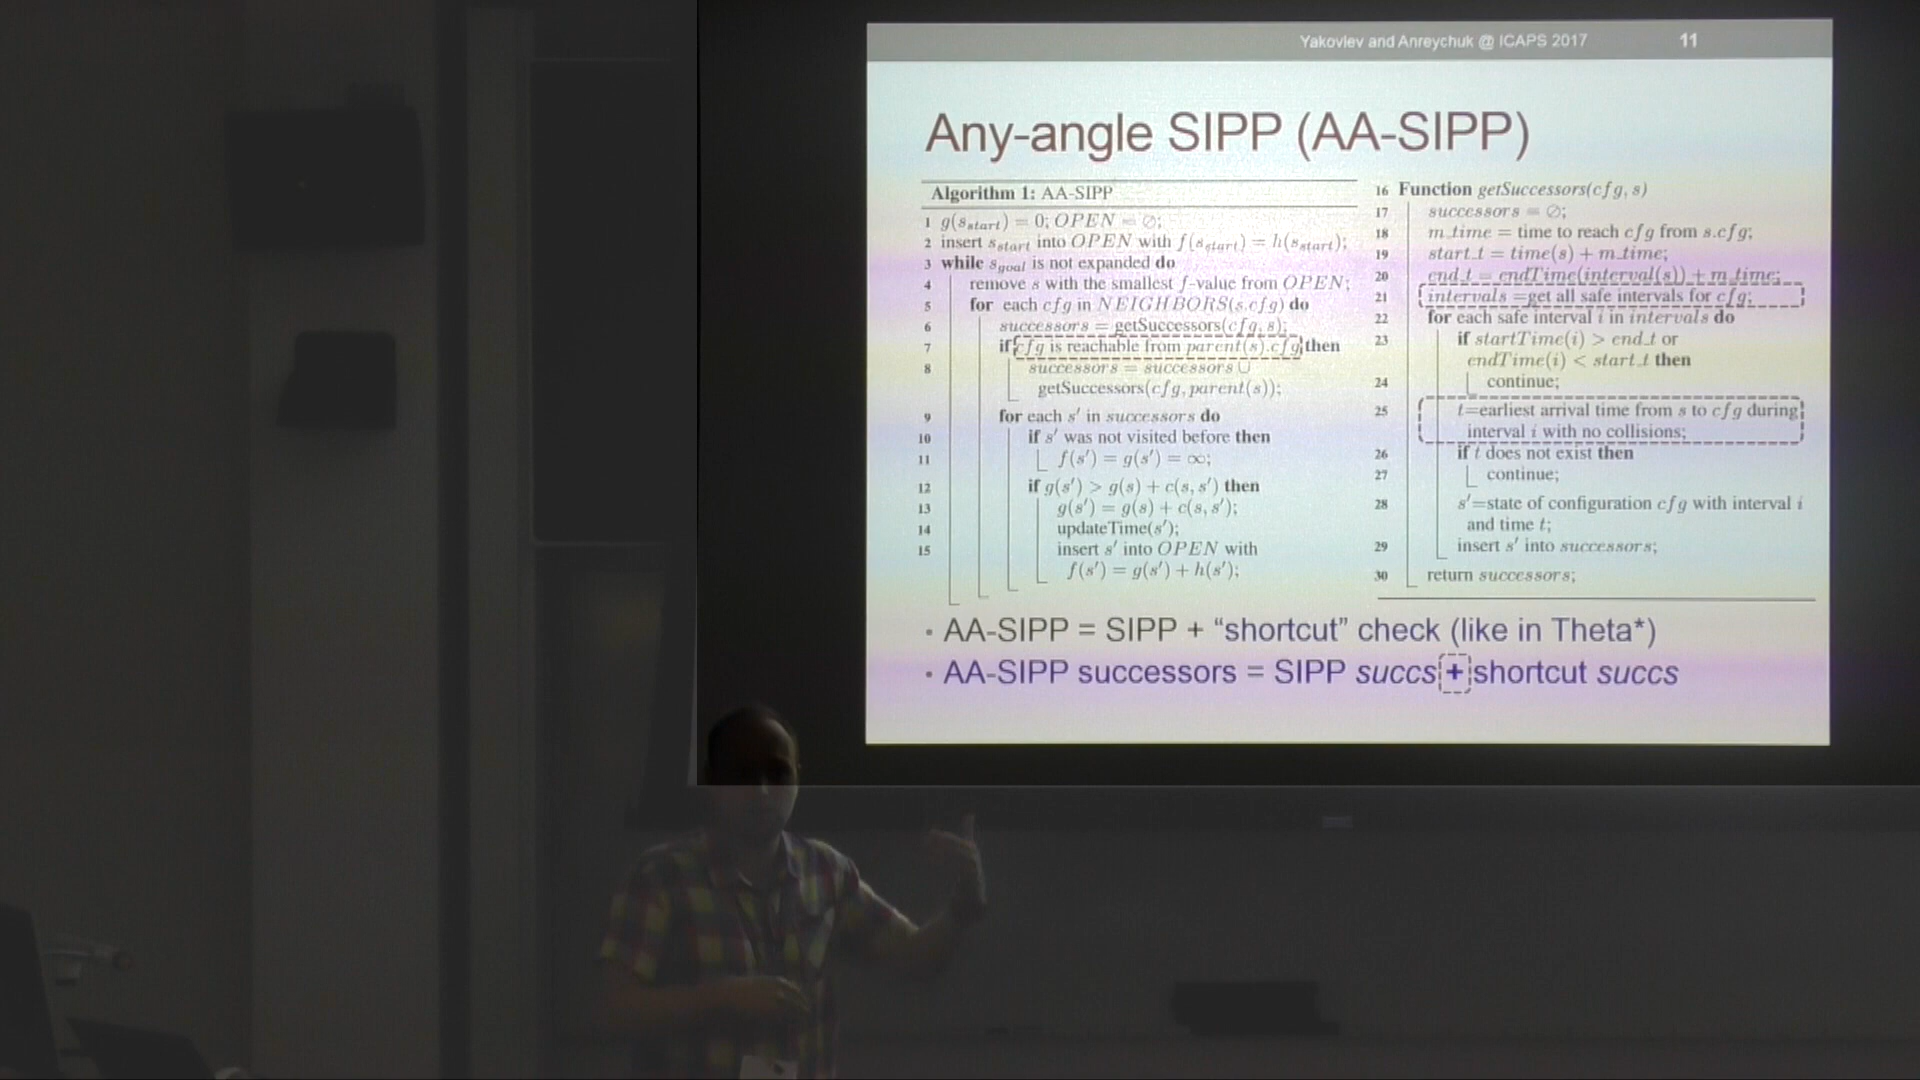 Yakovlev and Anreychuk @ ICAPS 2017 11
Any-angle SIPP (AA-SIPP)
Algorithm 1: AA-SIPP
1 g(s_start) = 0; OPEN = ∅;
2 insert s_start into OPEN with f(s_start) = h(s_start);
3 while s_goal is not expanded do
4 remove s with the smallest f-value from OPEN;
5 for each cfg in NEIGHBORS(s.cfg) do
6 successors = getSuccessors(cfg, s);
7 if cfg is reachable from parent(s).cfg then
8 successors = successors ∪
getSuccessors(cfg, parent(s));
9 for each s' in successors do
10 if s' was not visited before then
11 f(s') = g(s') = ∞;
12 if g(s') > g(s) + c(s, s') then
13 g(s') = g(s) + c(s, s');
14 updateTime(s');
15 insert s' into OPEN with
f(s') = g(s') + h(s');
16 Function getSuccessors(cfg, s)
17 successors = ∅;
18 m_time = time to reach cfg from s.cfg;
19 start_t = time(s) + m_time;
20 end_t = endTime(interval(s)) + m_time;
21 intervals =get all safe intervals for cfg;
22 for each safe interval i in intervals do
23 if startTime(i) > end_t or
endTime(i) < start_t then
24 continue;
25 t=earliest arrival time from s to cfg during
interval i with no collisions;
26 if t does not exist then
27 continue;
28 s'=state of configuration cfg with interval i
and time t;
29 insert s' into successors;
30 return successors;
• AA-SIPP = SIPP + “shortcut” check (like in Theta*)
• AA-SIPP successors = SIPP succs + shortcut succs